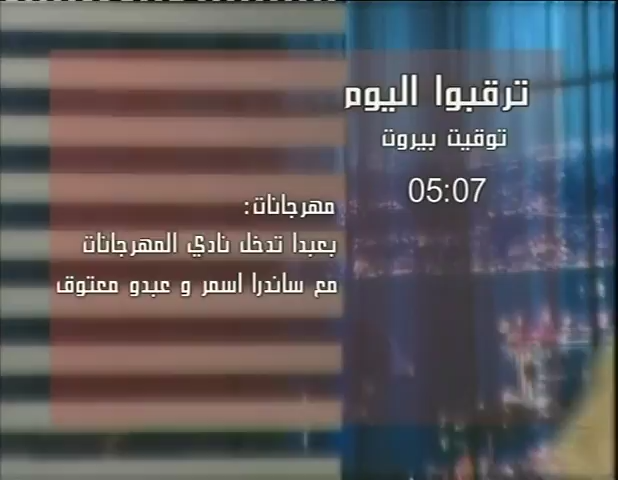 ترقبوا اليوم
توقيت بيروت
05:07
مهرجانات:
بعبدا تدخل نادي المهرجانات
مع ساندرا اسمر و عبدو معتوق